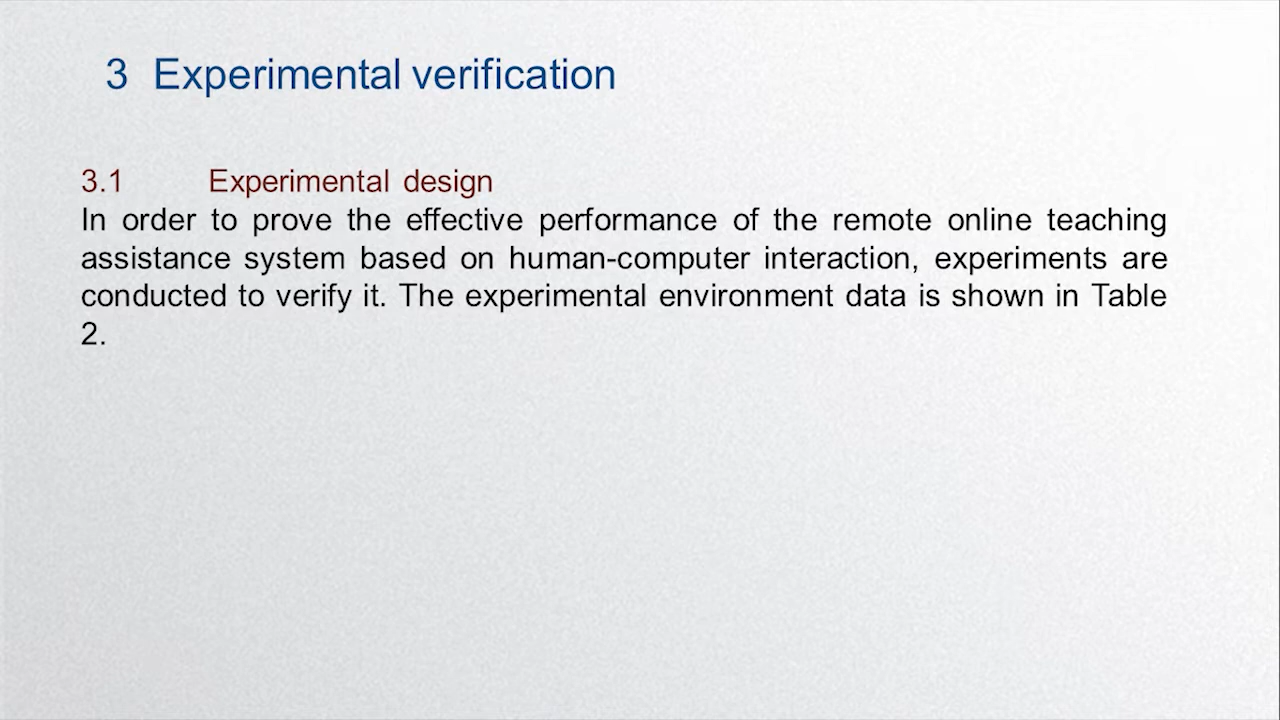 3 Experimental verification
3.1 Experimental design
In order to prove the effective performance of the remote online teaching
assistance system based on human-computer interaction, experiments are
conducted to verify it. The experimental environment data is shown in Table
2.